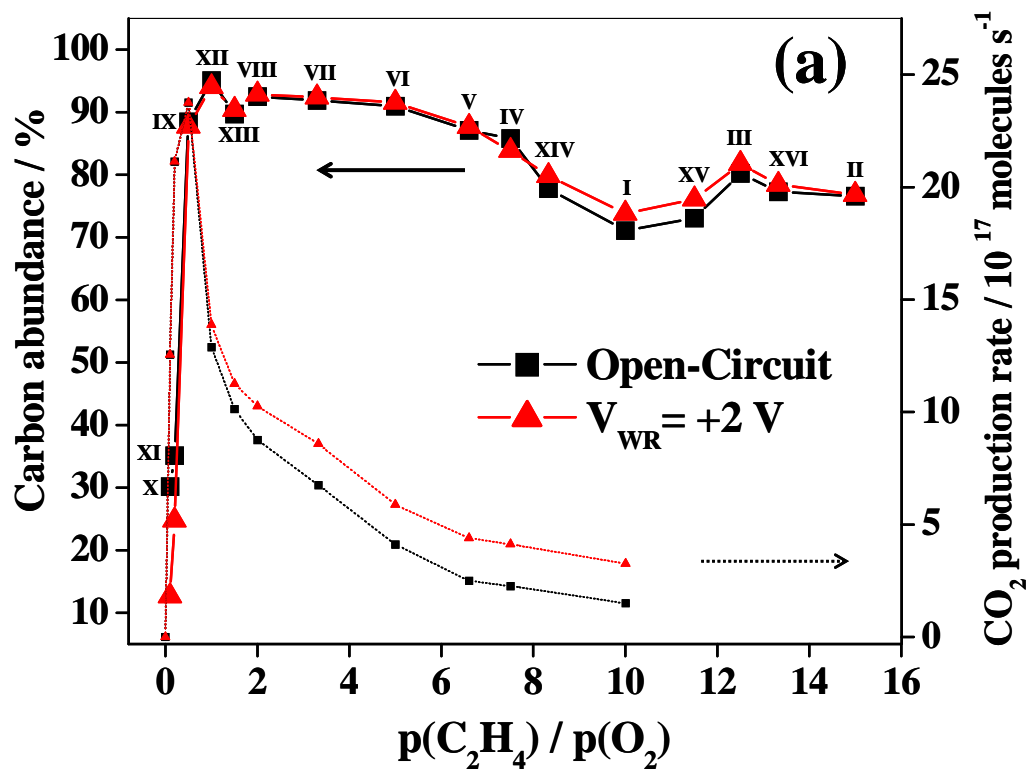 (a)
100
90
80
70
60
50
40
30
20
10
Carbon abundance / %
XII
VIII
VII
VI
IX
XIII
V
IV
XIV
I
XV
III
XVI
II
XI
X
Open-Circuit
V_WR = +2 V
25
20
15
10
5
0
CO₂ production rate / 10¹⁷ molecules s⁻¹
0 2 4 6 8 10 12 14 16
p(C₂H₄) / p(O₂)